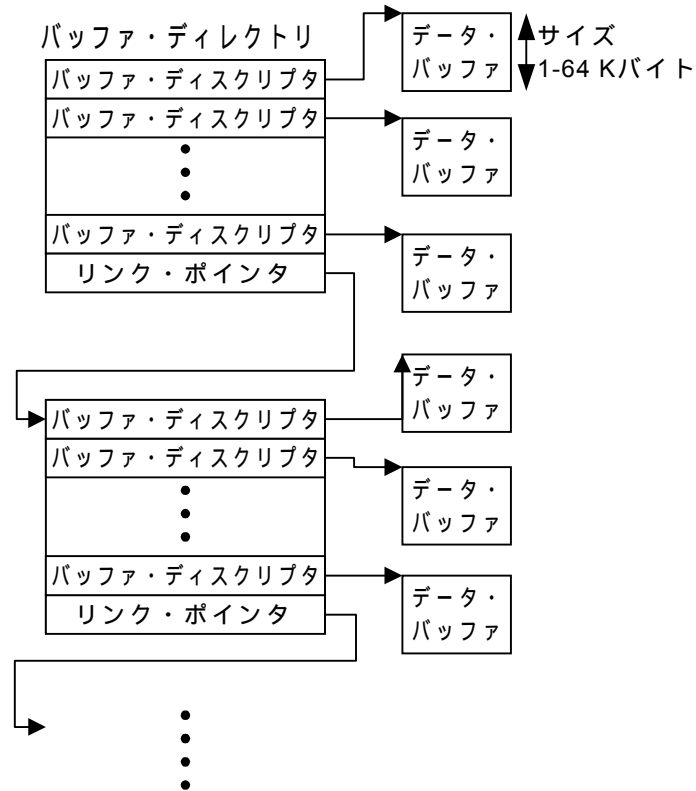 バッファ・ディレクトリ
バッファ・ディスクリプタ
バッファ・ディスクリプタ
バッファ・ディスクリプタ
リンク・ポインタ
データ・
バッファ
サイズ
1-64 Kバイト
データ・
バッファ
データ・
バッファ
バッファ・ディスクリプタ
バッファ・ディスクリプタ
バッファ・ディスクリプタ
リンク・ポインタ
データ・
バッファ
データ・
バッファ
データ・
バッファ